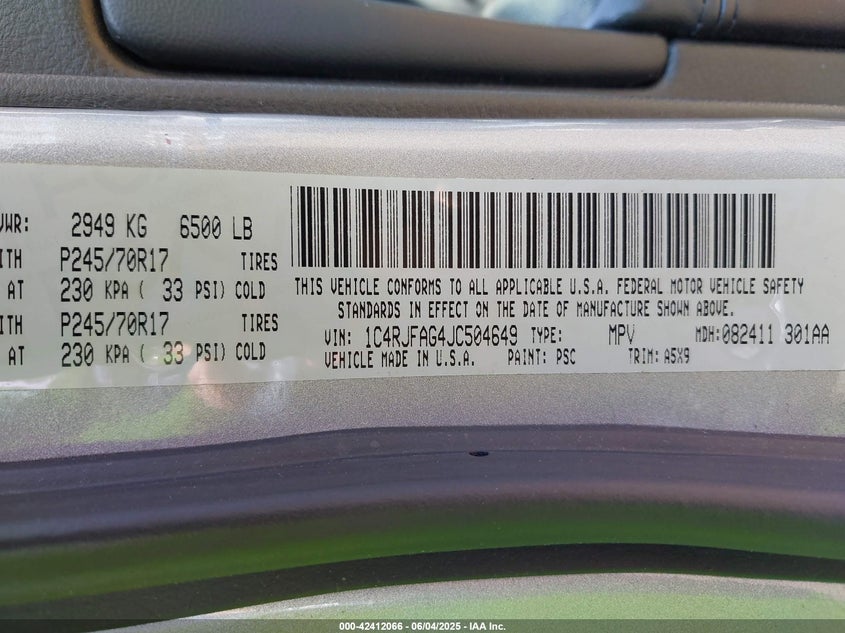 VWR: 2949 KG 6500 LB
ITH P245/70R17 TIRES
AT 230 KPA ( 33 PSI) COLD
ITH P245/70R17 TIRES
AT 230 KPA ( 33 PSI) COLD
THIS VEHICLE CONFORMS TO ALL APPLICABLE U.S.A. FEDERAL MOTOR VEHICLE SAFETY
STANDARDS IN EFFECT ON THE DATE OF MANUFACTURE SHOWN ABOVE.
VIN: 1C4RJFAG4JC504649 TYPE: MPV MDH:082411 301AA
VEHICLE MADE IN U.S.A. PAINT: PSC TRIM: A5X9
000-42412066 - 06/04/2025 - IAA Inc.